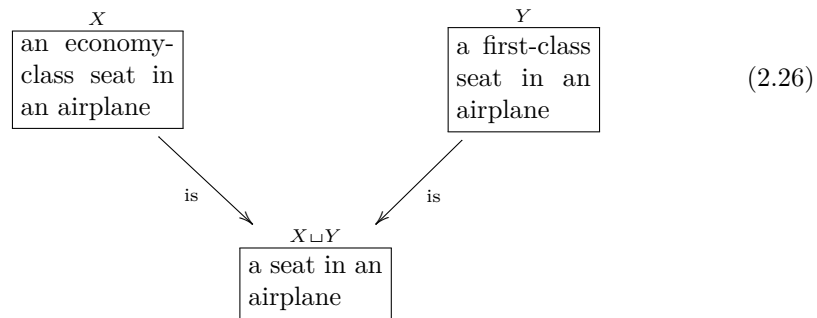 X
an economy-
class seat in
an airplane
Y
a first-class
seat in an
airplane
(2.26)
is
is
X⊔Y
a seat in an
airplane